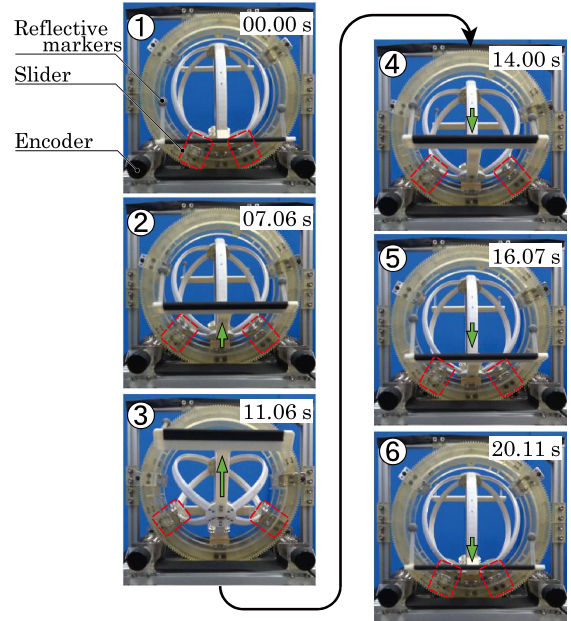 ① 00.00 s
Reflective
markers
Slider
Encoder
② 07.06 s
③ 11.06 s
④ 14.00 s
⑤ 16.07 s
⑥ 20.11 s